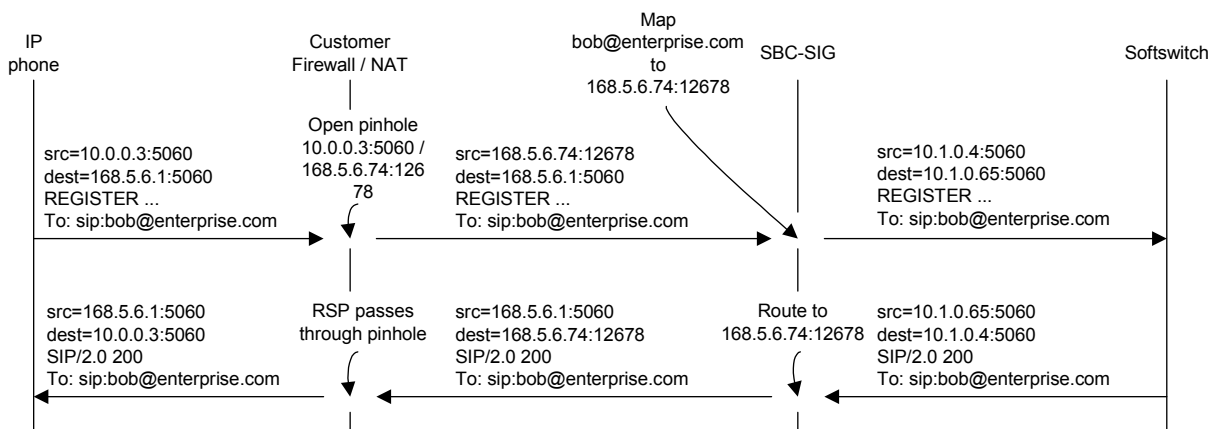 IP
phone
Customer
Firewall / NAT
Map
bob@enterprise.com
to
168.5.6.74:12678
SBC-SIG
Softswitch
src=10.0.0.3:5060
dest=168.5.6.1:5060
REGISTER ...
To: sip:bob@enterprise.com
Open pinhole
10.0.0.3:5060 /
168.5.6.74:126
78
src=168.5.6.74:12678
dest=168.5.6.1:5060
REGISTER ...
To: sip:bob@enterprise.com
src=10.1.0.4:5060
dest=10.1.0.65:5060
REGISTER ...
To: sip:bob@enterprise.com
src=168.5.6.1:5060
dest=10.0.0.3:5060
SIP/2.0 200
To: sip:bob@enterprise.com
RSP passes
through pinhole
src=168.5.6.1:5060
dest=168.5.6.74:12678
SIP/2.0 200
To: sip:bob@enterprise.com
Route to
168.5.6.74:12678
src=10.1.0.65:5060
dest=10.1.0.4:5060
SIP/2.0 200
To: sip:bob@enterprise.com